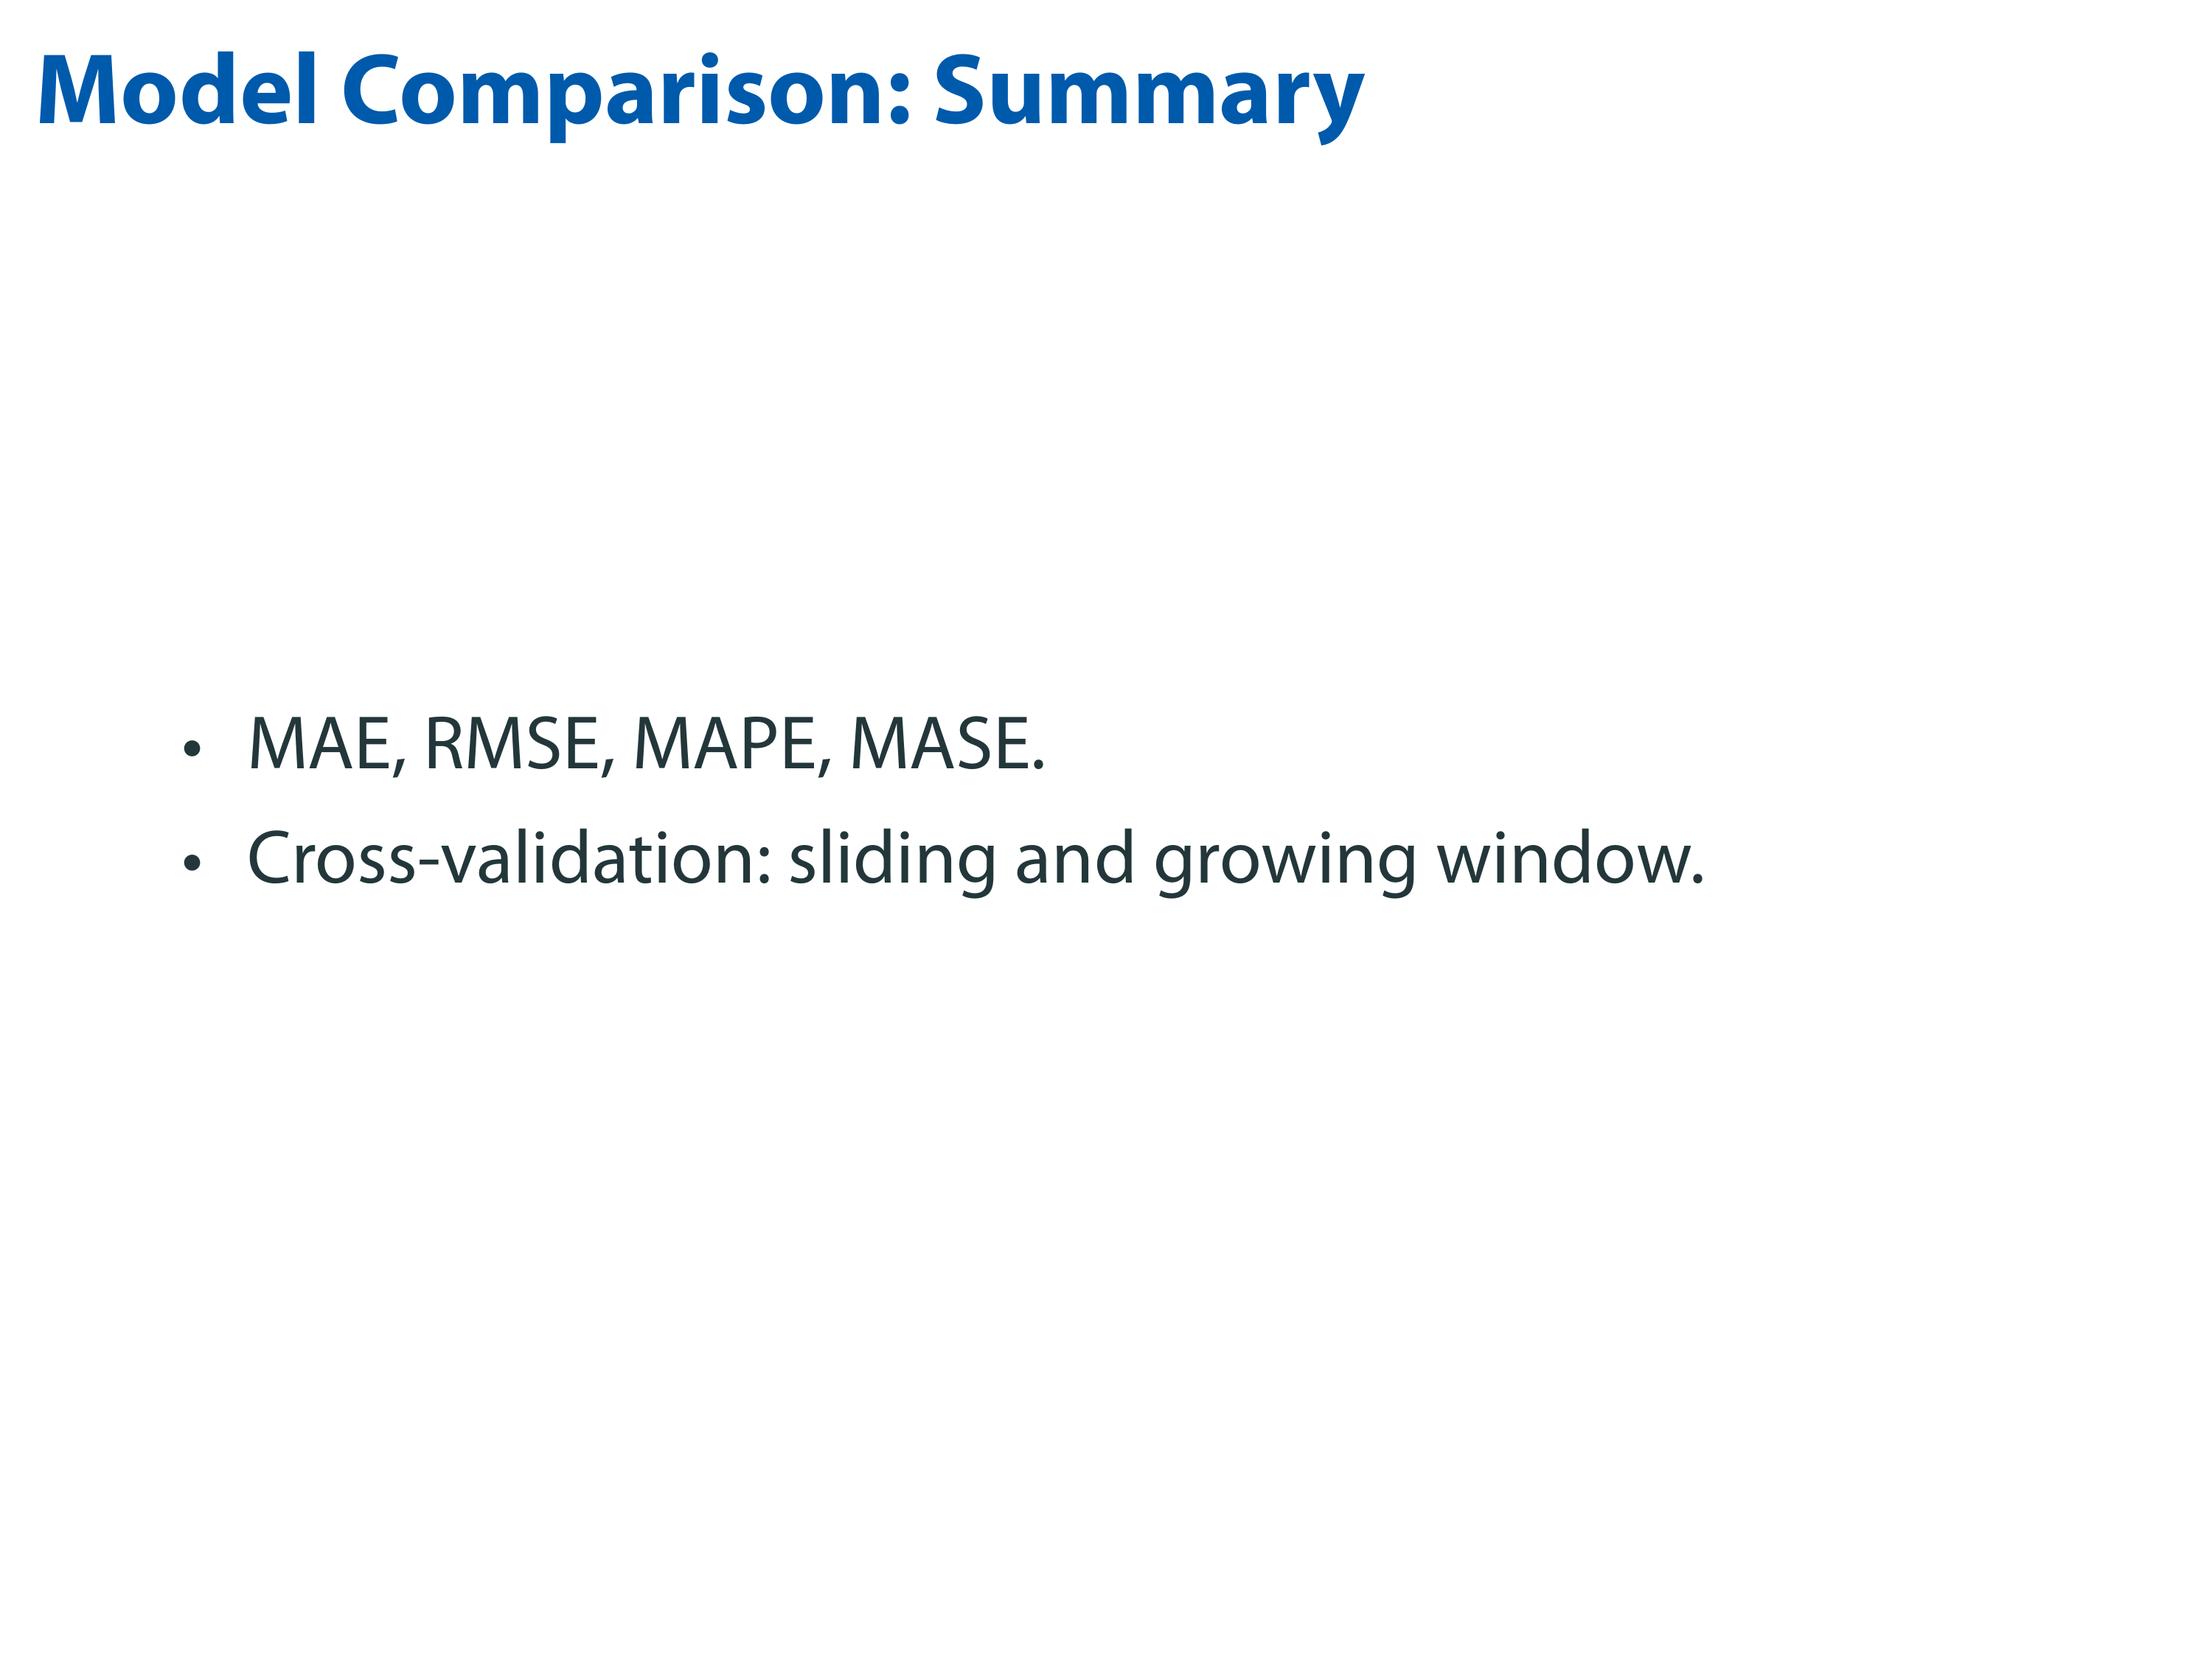 Model Comparison: Summary
• MAE, RMSE, MAPE, MASE.
• Cross-validation: sliding and growing window.